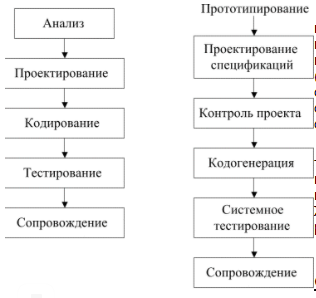 Анализ
Проектирование
Кодирование
Тестирование
Сопровождение
Прототипирование
Проектирование
спецификаций
Контроль проекта
Кодогенерация
Системное
тестирование
Сопровождение